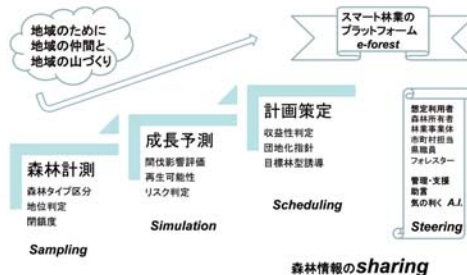 地域のために
地域の仲間と
地域の山づくり
スマート林業の
プラットフォーム
e-forest
森林計測
森林タイプ区分
地位判定
閉鎖度
Sampling
成長予測
間伐影響評価
再生可能性
リスク判定
Simulation
計画策定
収益性判定
団地化指針
目標林型誘導
Scheduling
想定利用者
森林所有者
林業事業体
市町村担当
県職員
フォレスター
管理・支援
助言
気の利く A.I.
Steering
森林情報のsharing